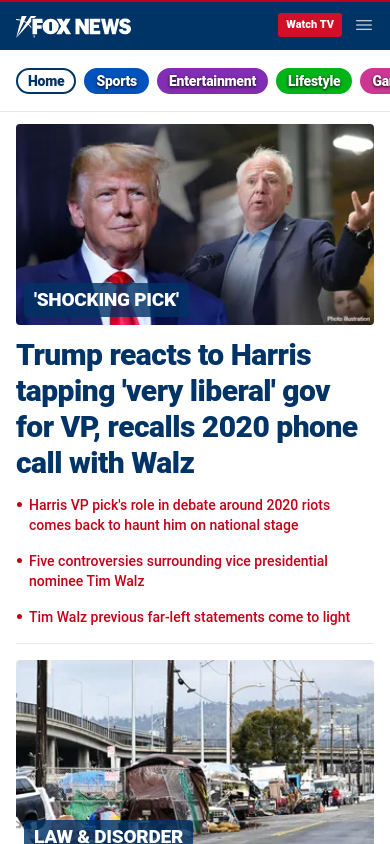 FOX NEWS
Watch TV
Home
Sports
Entertainment
Lifestyle
'SHOCKING PICK'
Photo Illustration
Trump reacts to Harris
tapping 'very liberal' gov
for VP, recalls 2020 phone
call with Walz
Harris VP pick's role in debate around 2020 riots
comes back to haunt him on national stage
Five controversies surrounding vice presidential
nominee Tim Walz
Tim Walz previous far-left statements come to light
LAW & DISORDER